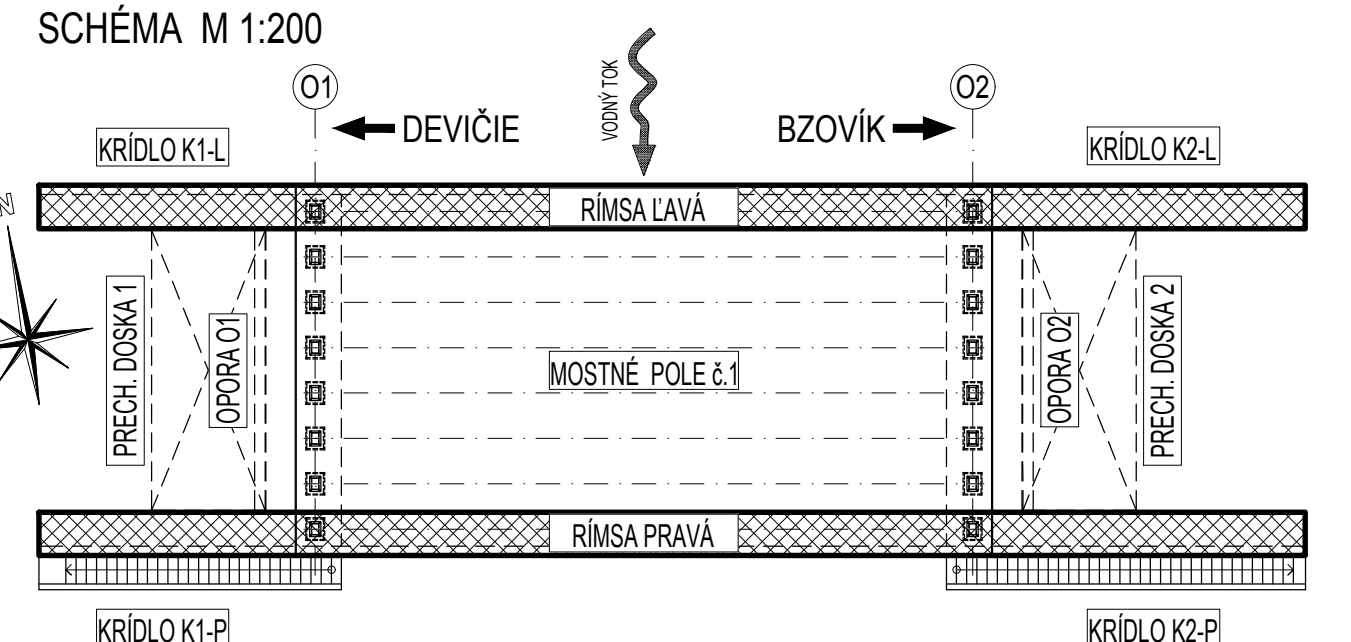 SCHÉMA M 1:200
O1
O2
DEVIČIE
VODNÝ TOK
BZOVÍK
KRÍDLO K1-L
KRÍDLO K2-L
N
RÍMSA ĽAVÁ
PRECH. DOSKA 1
OPORA O1
MOSTNÉ POLE č.1
OPORA O2
PRECH. DOSKA 2
RÍMSA PRAVÁ
KRÍDLO K1-P
KRÍDLO K2-P